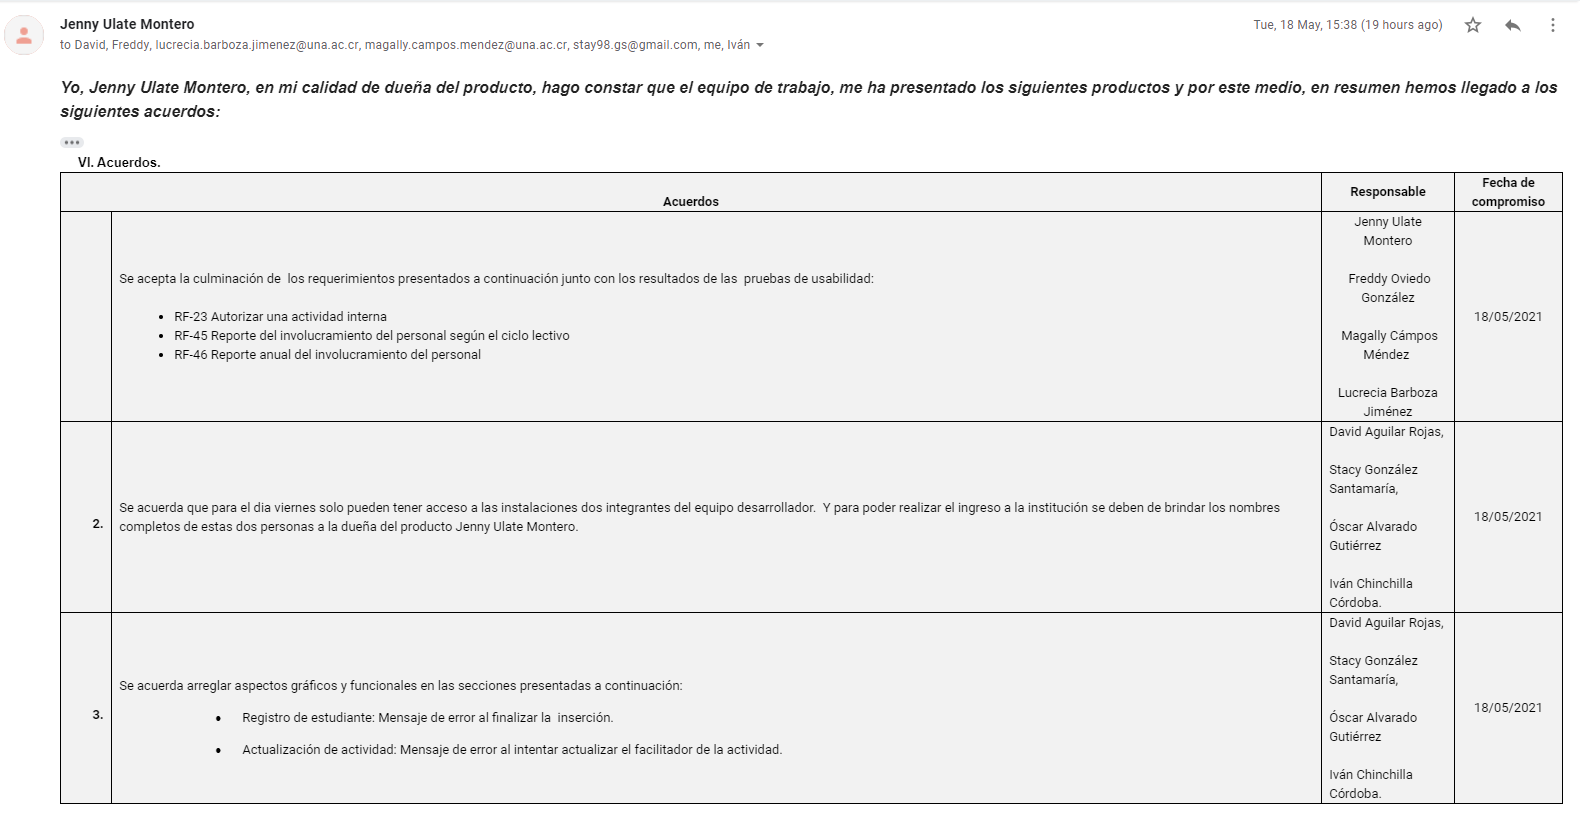 Jenny Ulate Montero
Tue, 18 May, 15:38 (19 hours ago)
to David, Freddy, lucrecia.barboza.jimenez@una.ac.cr, magally.campos.mendez@una.ac.cr, stay98.gs@gmail.com, me, Iván
Yo, Jenny Ulate Montero, en mi calidad de dueña del producto, hago constar que el equipo de trabajo, me ha presentado los siguientes productos y por este medio, en resumen hemos llegado a los
siguientes acuerdos:
VI. Acuerdos.
Acuerdos
Responsable
Fecha de
compromiso
Se acepta la culminación de  los requerimientos presentados a continuación junto con los resultados de las  pruebas de usabilidad:
• RF-23 Autorizar una actividad interna
• RF-45 Reporte del involucramiento del personal según el ciclo lectivo
• RF-46 Reporte anual del involucramiento del personal
Jenny Ulate
Montero
Freddy Oviedo
González
Magally Cámpos
Méndez
Lucrecia Barboza
Jiménez
18/05/2021
2.
Se acuerda que para el dia viernes solo pueden tener acceso a las instalaciones dos integrantes del equipo desarrollador.  Y para poder realizar el ingreso a la institución se deben de brindar los nombres
completos de estas dos personas a la dueña del producto Jenny Ulate Montero.
David Aguilar Rojas,
Stacy González
Santamaría,
Óscar Alvarado
Gutiérrez
Iván Chinchilla
Córdoba.
18/05/2021
3.
Se acuerda arreglar aspectos gráficos y funcionales en las secciones presentadas a continuación:
• Registro de estudiante: Mensaje de error al finalizar la  inserción.
• Actualización de actividad: Mensaje de error al intentar actualizar el facilitador de la actividad.
David Aguilar Rojas,
Stacy González
Santamaría,
Óscar Alvarado
Gutiérrez
Iván Chinchilla
Córdoba.
18/05/2021